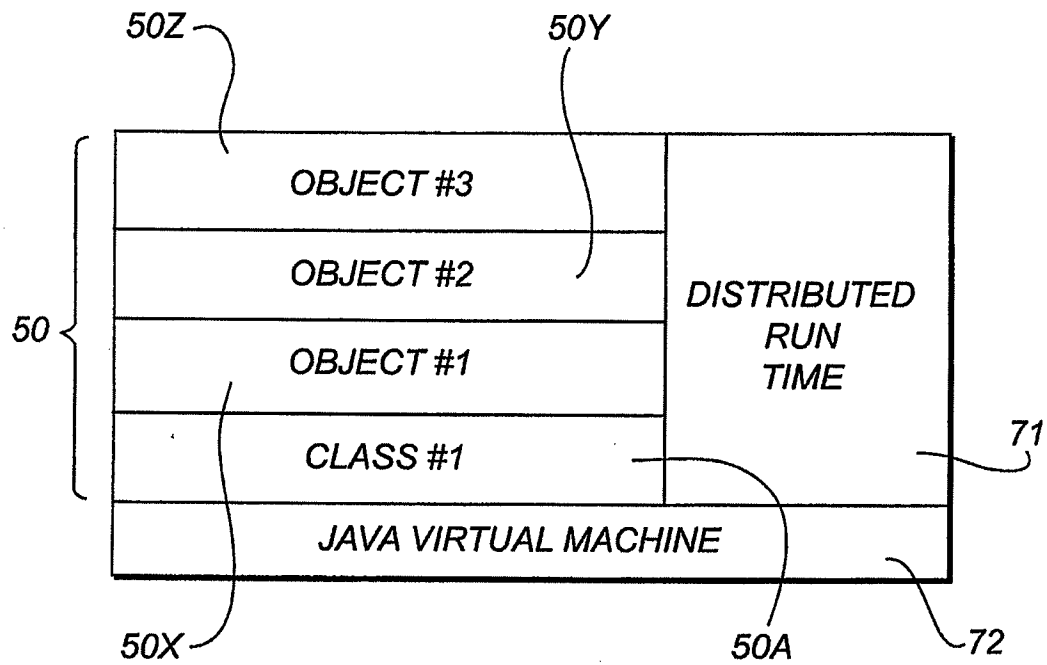 50Z
50Y
OBJECT #3
OBJECT #2
DISTRIBUTED
RUN
TIME
50
OBJECT #1
71
CLASS #1
JAVA VIRTUAL MACHINE
50X
50A
72